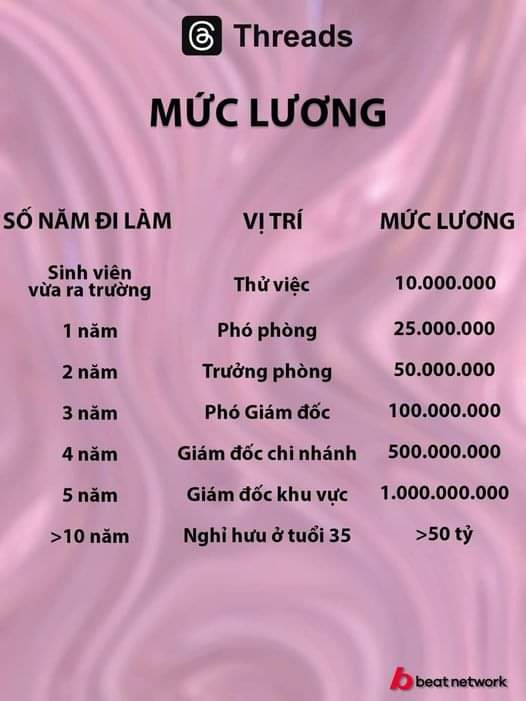 Threads
MỨC LƯƠNG
SỐ NĂM ĐI LÀM VỊ TRÍ MỨC LƯƠNG
Sinh viên
vừa ra trường Thử việc 10.000.000
1 năm Phó phòng 25.000.000
2 năm Trưởng phòng 50.000.000
3 năm Phó Giám đốc 100.000.000
4 năm Giám đốc chi nhánh 500.000.000
5 năm Giám đốc khu vực 1.000.000.000
>10 năm Nghỉ hưu ở tuổi 35 >50 tỷ
beat network